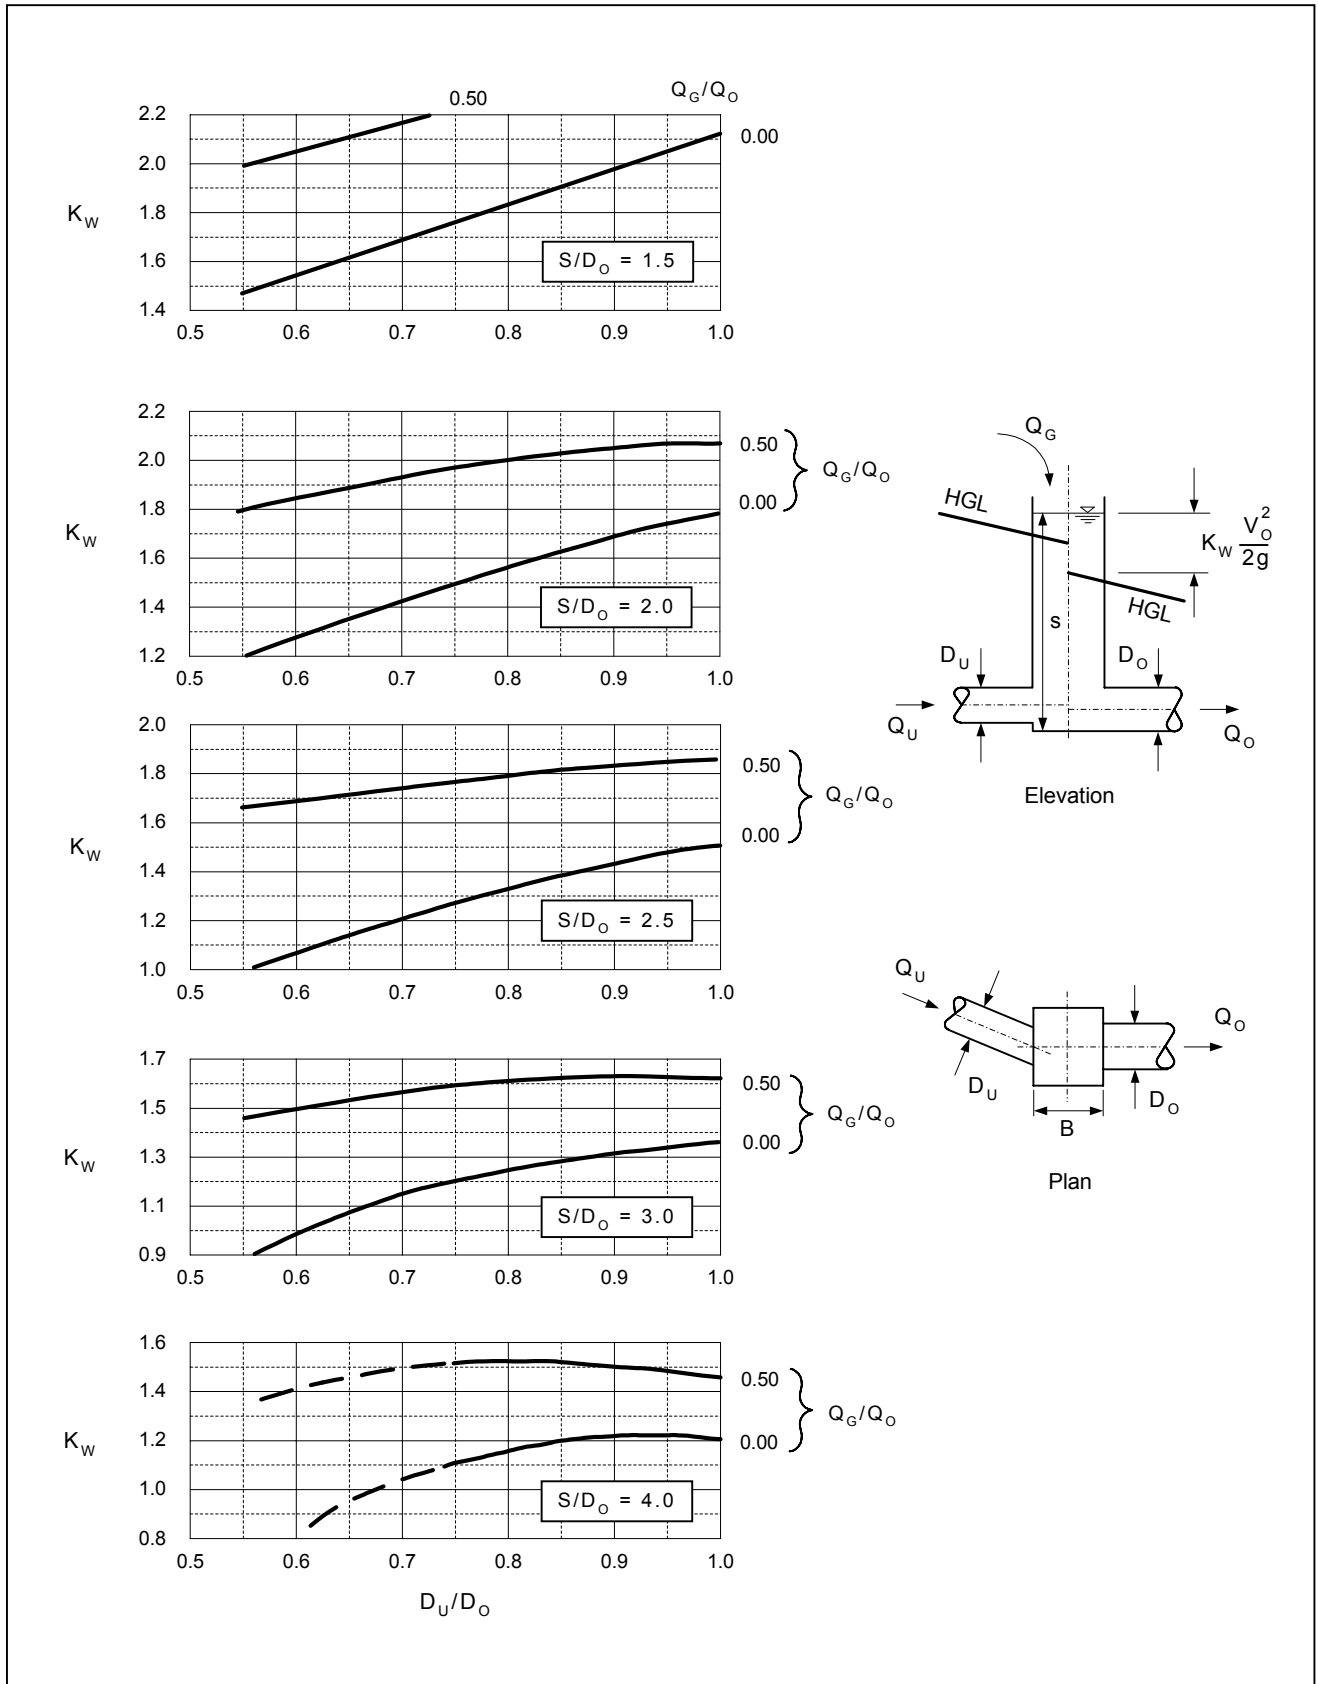 0.50
Q_G/Q_O
2.2
2.0
1.8
1.6
1.4
K_W
0.00
S/D_O = 1.5
0.5 0.6 0.7 0.8 0.9 1.0
2.2
2.0
1.8
1.6
1.4
1.2
K_W
0.50
0.00
Q_G/Q_O
S/D_O = 2.0
0.5 0.6 0.7 0.8 0.9 1.0
2.0
1.8
1.6
1.4
1.2
1.0
K_W
0.50
0.00
Q_G/Q_O
S/D_O = 2.5
0.5 0.6 0.7 0.8 0.9 1.0
1.7
1.5
1.3
1.1
0.9
K_W
0.50
0.00
Q_G/Q_O
S/D_O = 3.0
0.5 0.6 0.7 0.8 0.9 1.0
1.6
1.4
1.2
1.0
0.8
K_W
0.50
0.00
Q_G/Q_O
S/D_O = 4.0
0.5 0.6 0.7 0.8 0.9 1.0
D_U/D_O
Q_G
HGL
K_W V_O^2/2g
HGL
s
D_U
D_O
Q_U
Q_O
Elevation
Q_U
Q_O
D_U
D_O
B
Plan